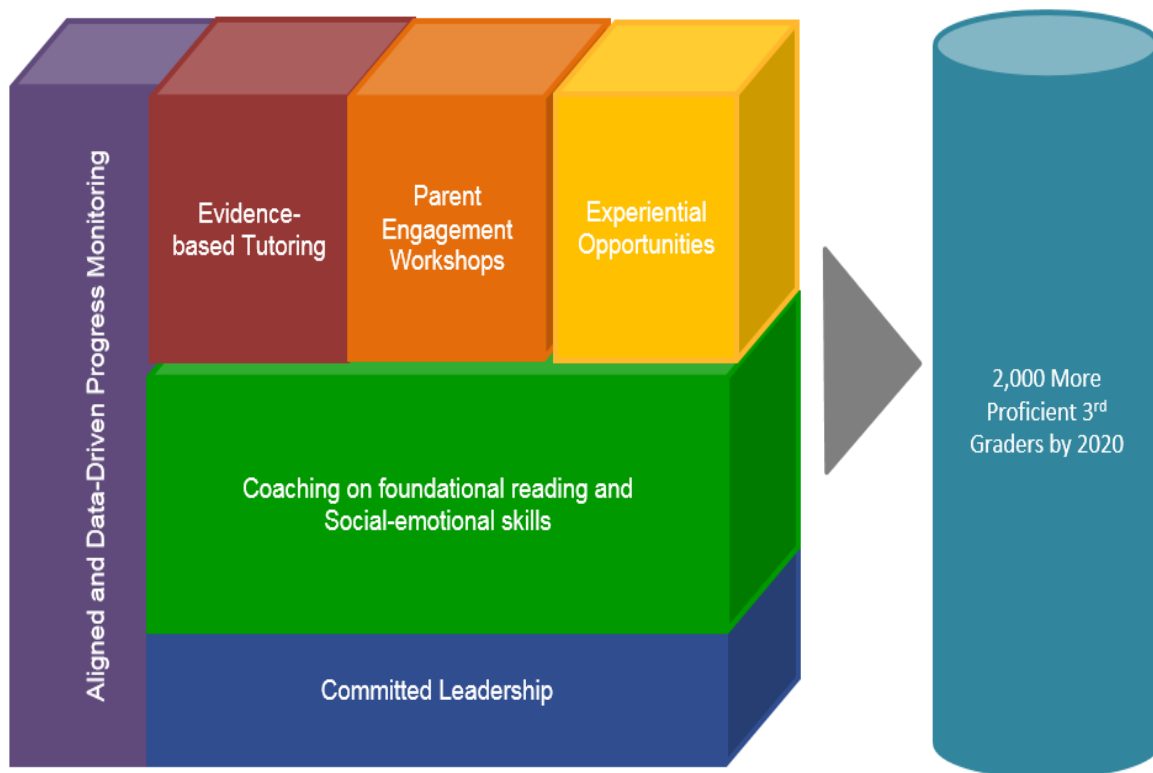 Aligned and Data-Driven Progress Monitoring
Evidence-
based Tutoring
Parent
Engagement
Workshops
Experiential
Opportunities
Coaching on foundational reading and
Social-emotional skills
Committed Leadership
2,000 More
Proficient 3rd
Graders by 2020